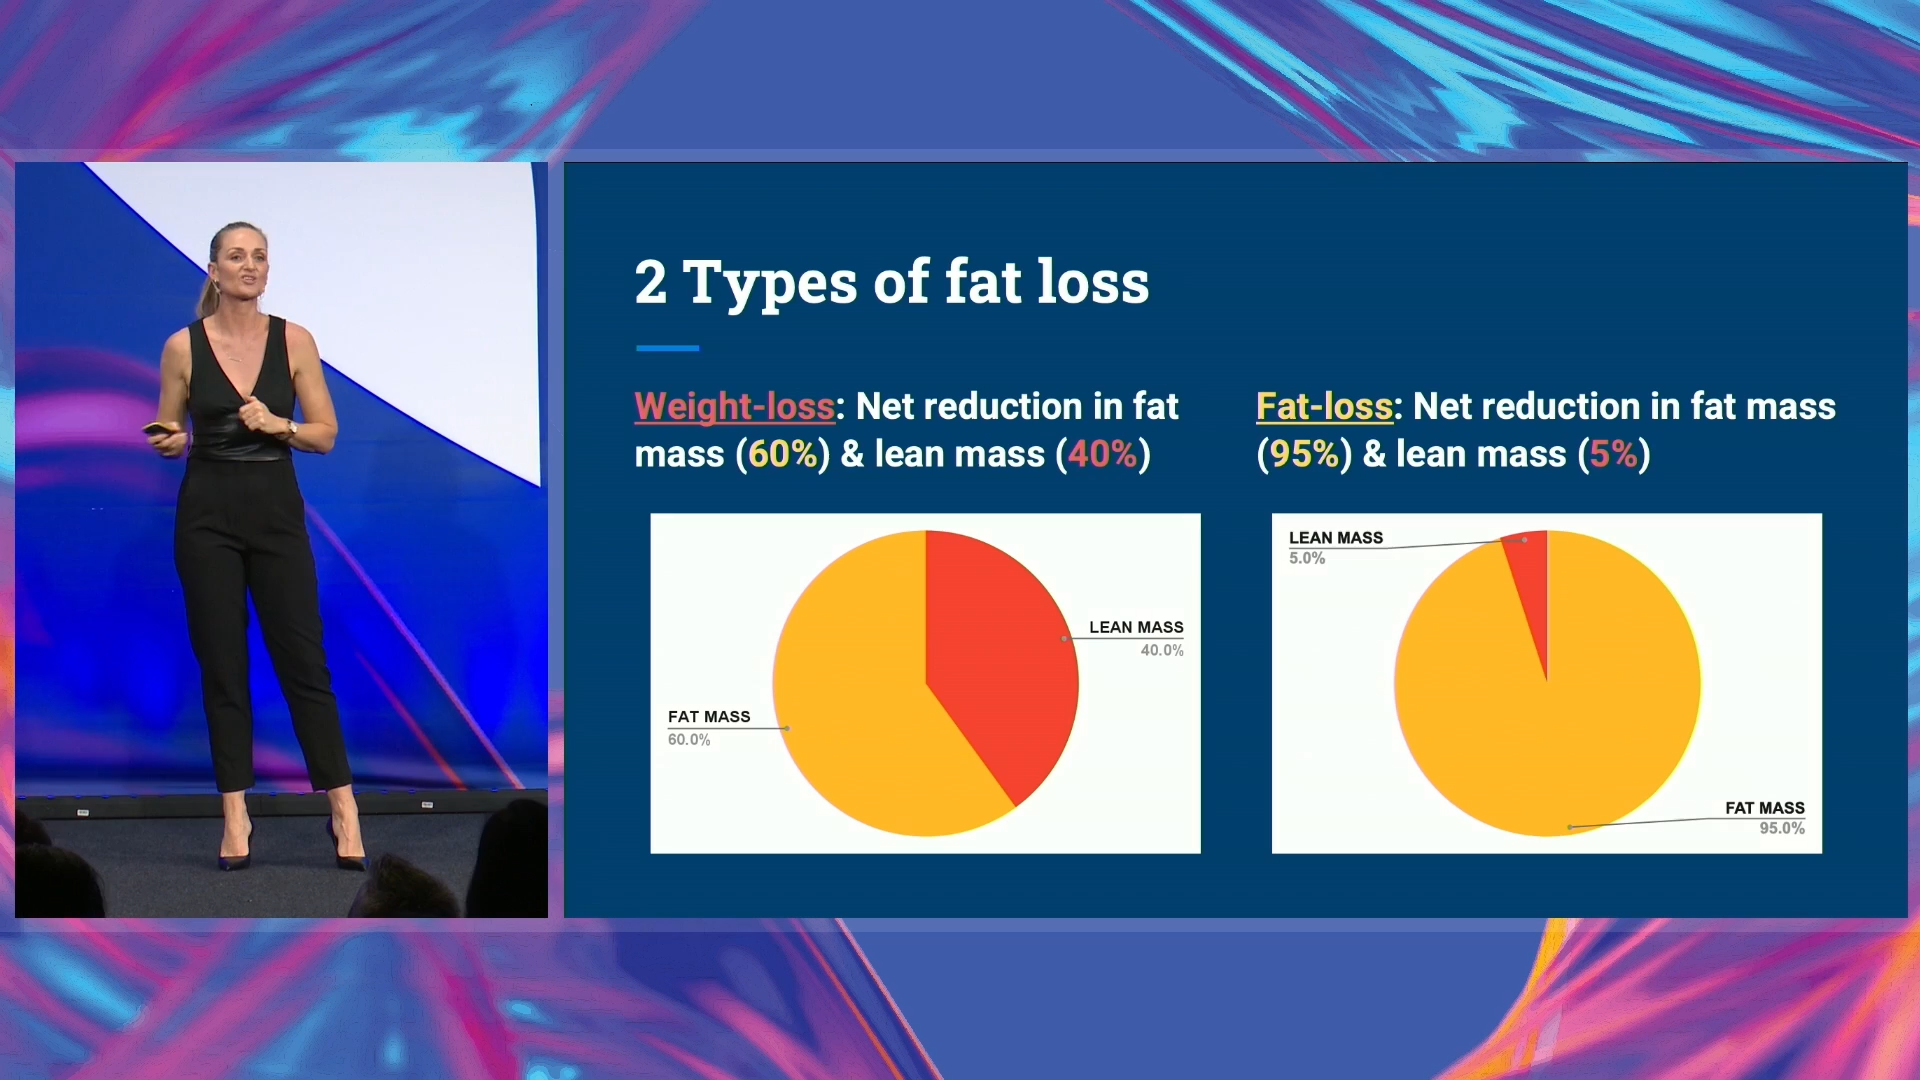 2 Types of fat loss
Weight-loss: Net reduction in fat
mass (60%) & lean mass (40%)
Fat-loss: Net reduction in fat mass
(95%) & lean mass (5%)
LEAN MASS
40.0%
FAT MASS
60.0%
LEAN MASS
5.0%
FAT MASS
95.0%